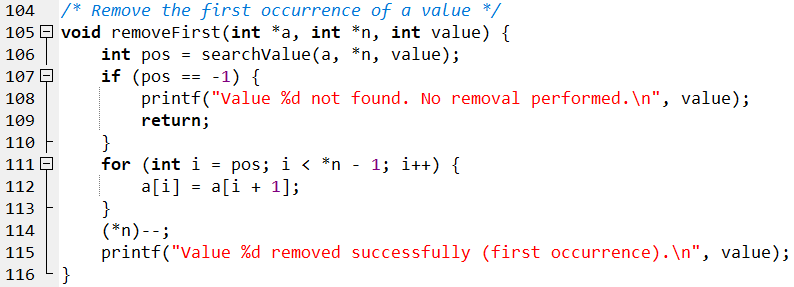 104 /* Remove the first occurrence of a value */
105 void removeFirst(int *a, int *n, int value) {
106     int pos = searchValue(a, *n, value);
107     if (pos == -1) {
108         printf("Value %d not found. No removal performed.\n", value);
109         return;
110     }
111     for (int i = pos; i < *n - 1; i++) {
112         a[i] = a[i + 1];
113     }
114     (*n)--;
115     printf("Value %d removed successfully (first occurrence).\n", value);
116 }